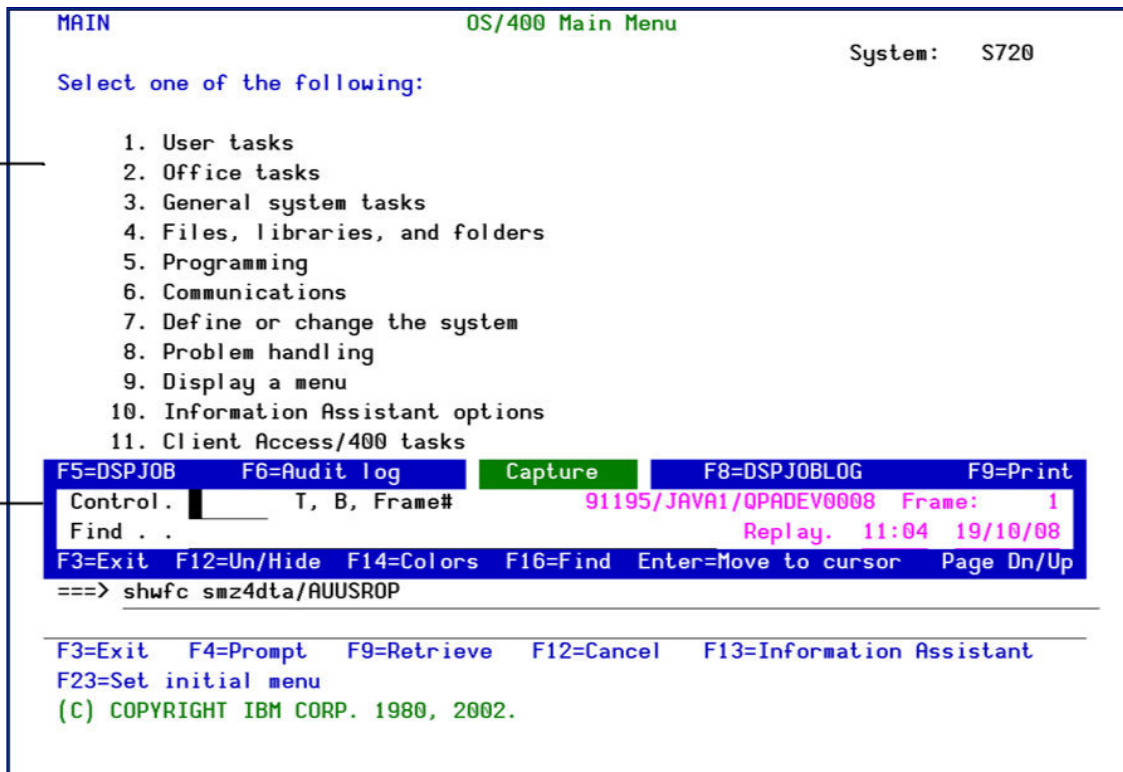 MAIN OS/400 Main Menu
System: S720
Select one of the following:
1. User tasks
2. Office tasks
3. General system tasks
4. Files, libraries, and folders
5. Programming
6. Communications
7. Define or change the system
8. Problem handling
9. Display a menu
10. Information Assistant options
11. Client Access/400 tasks
F5=DSPJOB F6=Audit log Capture F8=DSPJOBLOG F9=Print
Control. T, B, Frame# 91195/JAVA1/QPADEV0008 Frame: 1
Find . . Replay. 11:04 19/10/08
F3=Exit F12=Un/Hide F14=Colors F16=Find Enter=Move to cursor Page Dn/Up
===> shwfc smz4dta/AUUSROP
F3=Exit F4=Prompt F9=Retrieve F12=Cancel F13=Information Assistant
F23=Set initial menu
(C) COPYRIGHT IBM CORP. 1980, 2002.